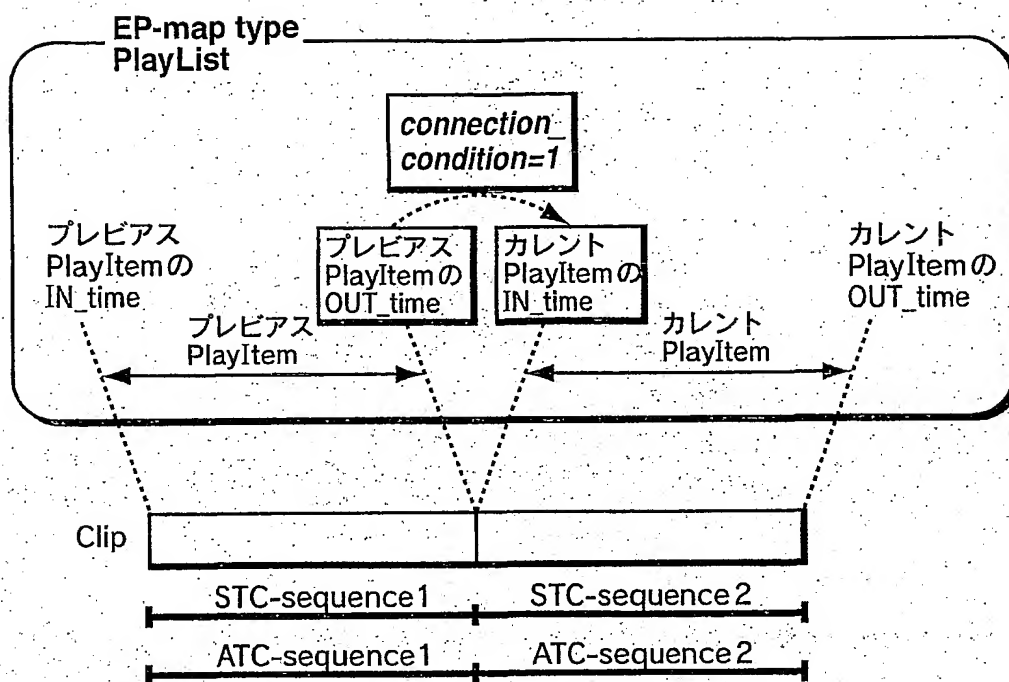 EP-map type
PlayList
connection_
condition=1
プレビアス
PlayItemの
IN_time
プレビアス
PlayItemの
OUT_time
カレント
PlayItemの
IN_time
カレント
PlayItemの
OUT_time
プレビアス
PlayItem
カレント
PlayItem
Clip
STC-sequence1
STC-sequence2
ATC-sequence1
ATC-sequence2